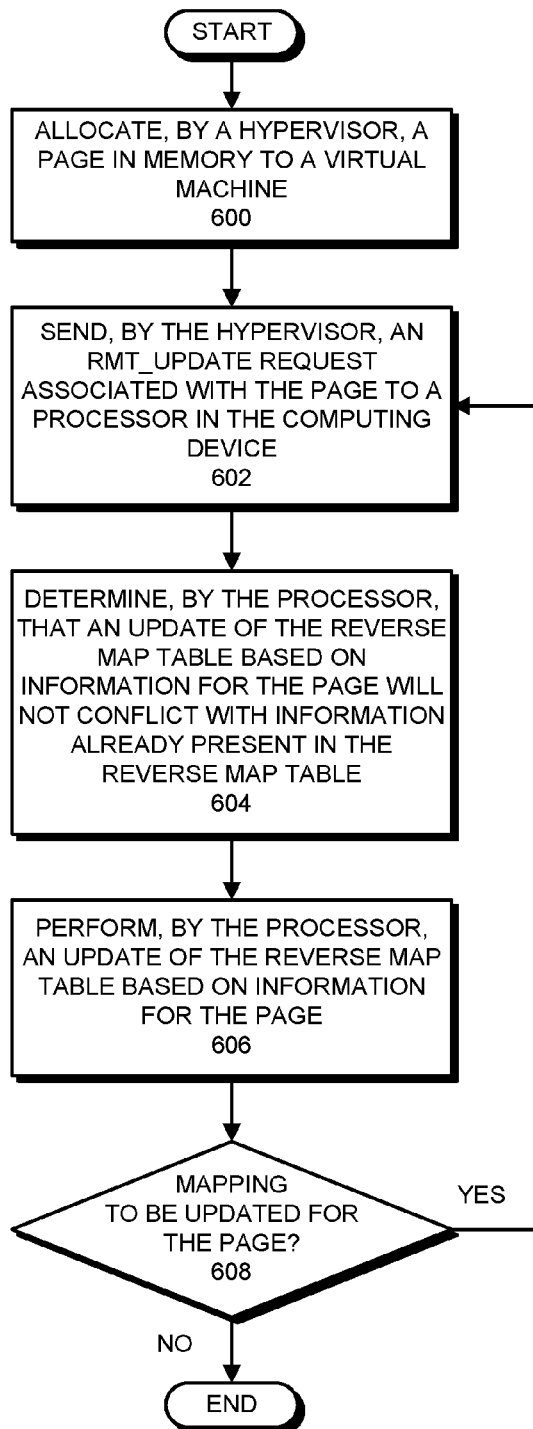 START
ALLOCATE, BY A HYPERVISOR, A
PAGE IN MEMORY TO A VIRTUAL
MACHINE
600
SEND, BY THE HYPERVISOR, AN
RMT_UPDATE REQUEST
ASSOCIATED WITH THE PAGE TO A
PROCESSOR IN THE COMPUTING
DEVICE
602
DETERMINE, BY THE PROCESSOR,
THAT AN UPDATE OF THE REVERSE
MAP TABLE BASED ON
INFORMATION FOR THE PAGE WILL
NOT CONFLICT WITH INFORMATION
ALREADY PRESENT IN THE
REVERSE MAP TABLE
604
PERFORM, BY THE PROCESSOR,
AN UPDATE OF THE REVERSE MAP
TABLE BASED ON INFORMATION
FOR THE PAGE
606
MAPPING
TO BE UPDATED FOR
THE PAGE?
608
YES
NO
END